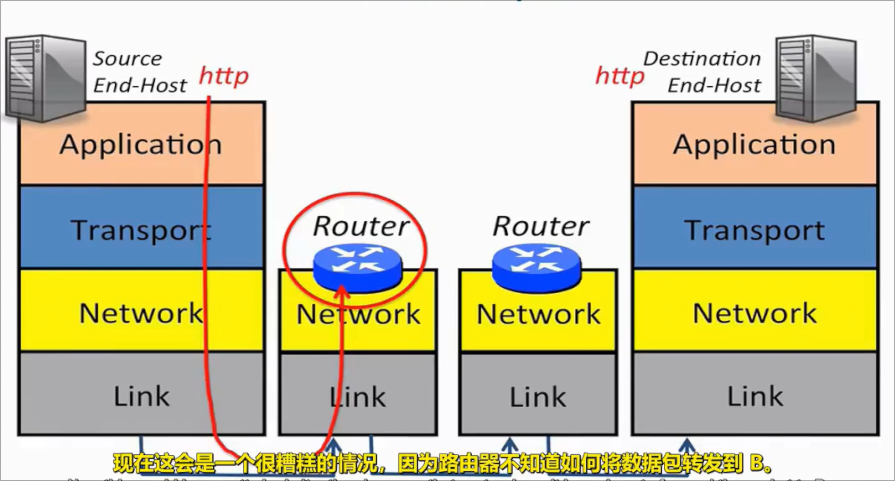 Source
End-Host
http
http
Destination
End-Host
Application
Application
Transport
Router
Router
Transport
Network
Network
Network
Network
Link
Link
Link
Link
现在这会是一个很糟糕的情况，因为路由器不知道如何将数据包转发到 B。